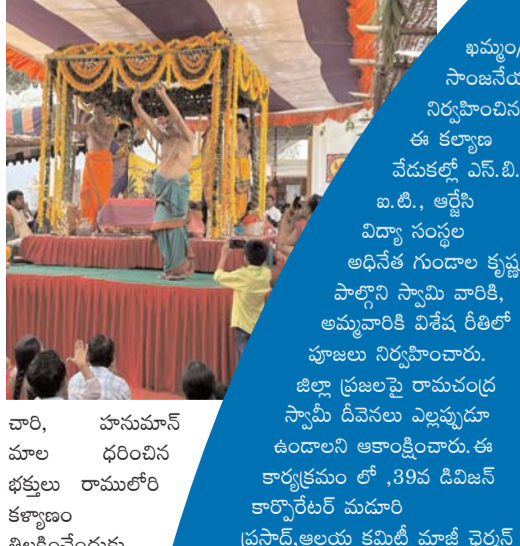 చారి, హనుమాన్
మాల ధరించిన
భక్తులు రాములోరి
కళ్యాణం
తిలకించేందుకు
ఖమ్మం/
సాంజనేయ
నిర్వహించిన
ఈ కల్యాణ
వేడుకల్లో ఎస్.బి.
ఐ.టి., ఆర్జేసి
విద్యా సంస్థల
అధినేత గుండాల కృష్ణ
పాల్గొని స్వామి వారికి,
అమ్మవారికి విశేష రీతిలో
పూజలు నిర్వహించారు.
జిల్లా ప్రజలపై రామచంద్ర
స్వామీ దీవెనలు ఎల్లప్పుడూ
ఉండాలని ఆకాంక్షించారు.ఈ
కార్యక్రమం లో ,39వ డివిజన్
కార్పొరేటర్ మదూరి
ప్రసాద్,ఆలయ కమిటీ మాజీ ఛైర్మన్